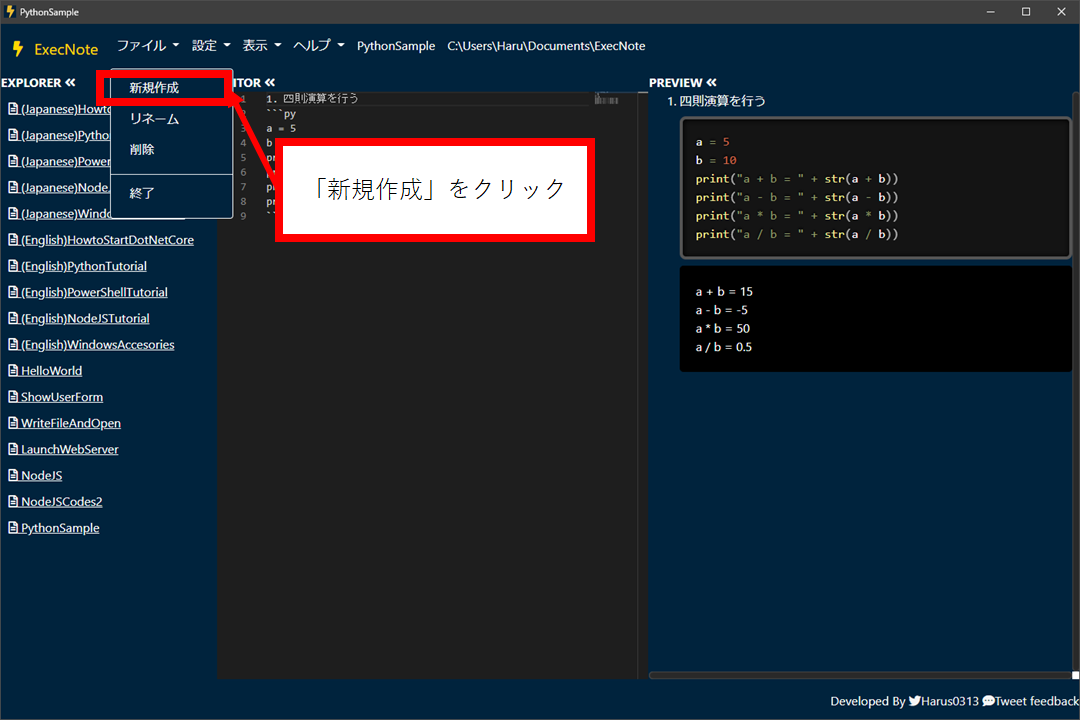 PythonSample
ExecNote ファイル 設定 表示 ヘルプ PythonSample C:\Users\Haru\Documents\ExecNote
EXPLORER
(Japanese)Howto
(Japanese)Pytho
(Japanese)Power
(Japanese)Node.
(Japanese)Windo
(English)HowtoStartDotNetCore
(English)PythonTutorial
(English)PowerShellTutorial
(English)NodeJSTutorial
(English)WindowsAccesories
HelloWorld
ShowUserForm
WriteFileAndOpen
LaunchWebServer
NodeJS
NodeJSCodes2
PythonSample
新規作成
リネーム
削除
終了
ITOR
1 1. 四則演算を行う
2 ```py
3 a = 5
4 b
5 pr
6
7 pr
8 pr
9
「新規作成」をクリック
PREVIEW
1. 四則演算を行う
a = 5
b = 10
print("a + b = " + str(a + b))
print("a - b = " + str(a - b))
print("a * b = " + str(a * b))
print("a / b = " + str(a / b))
a + b = 15
a - b = -5
a * b = 50
a / b = 0.5
Developed By Harus0313 Tweet feedback